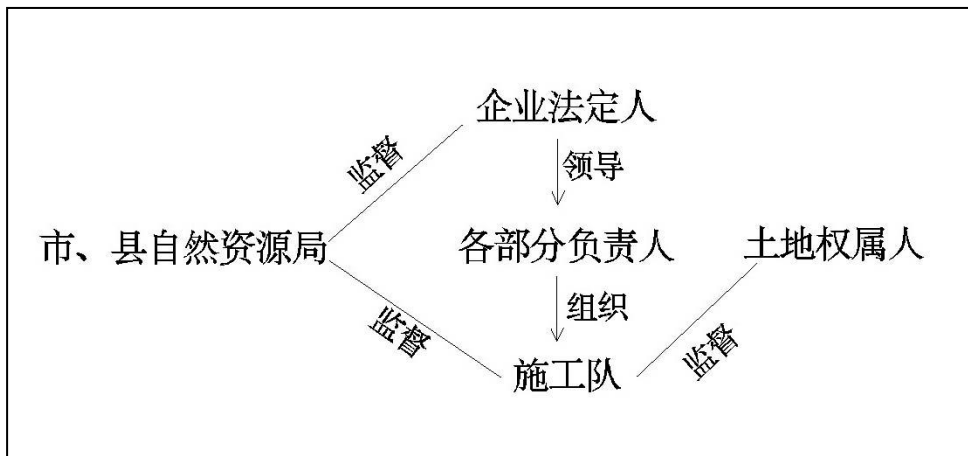 企业法定人
监督
领导
市、县自然资源局
各部分负责人
土地权属人
监督
组织
监督
施工队